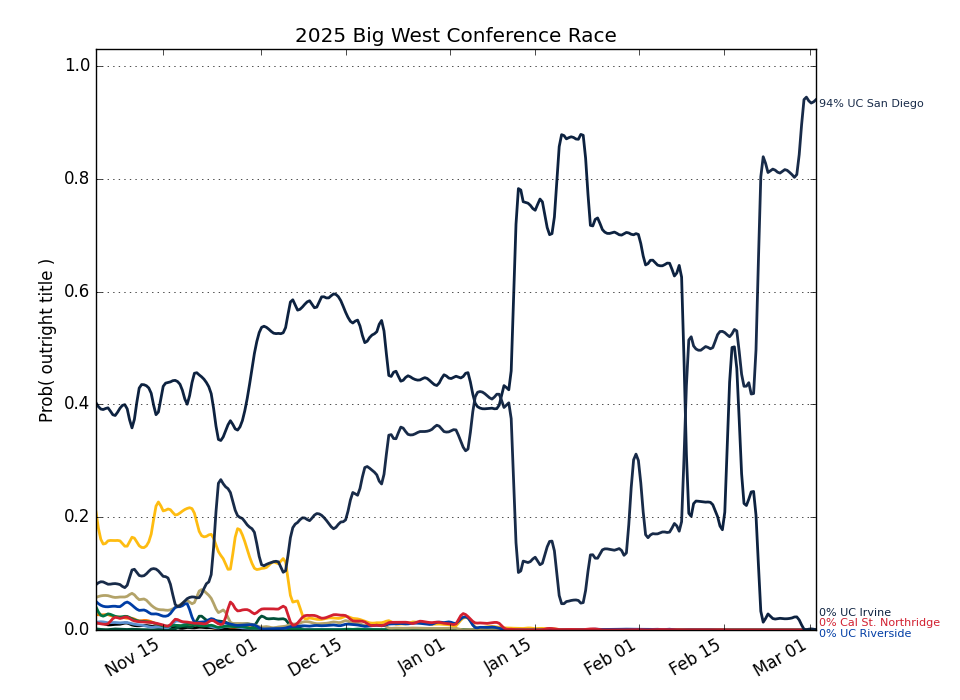 2025 Big West Conference Race
Prob( outright title )
1.0
0.8
0.6
0.4
0.2
0.0
94% UC San Diego
0% UC Irvine
0% Cal St. Northridge
0% UC Riverside
Nov 15
Dec 01
Dec 15
Jan 01
Jan 15
Feb 01
Feb 15
Mar 01